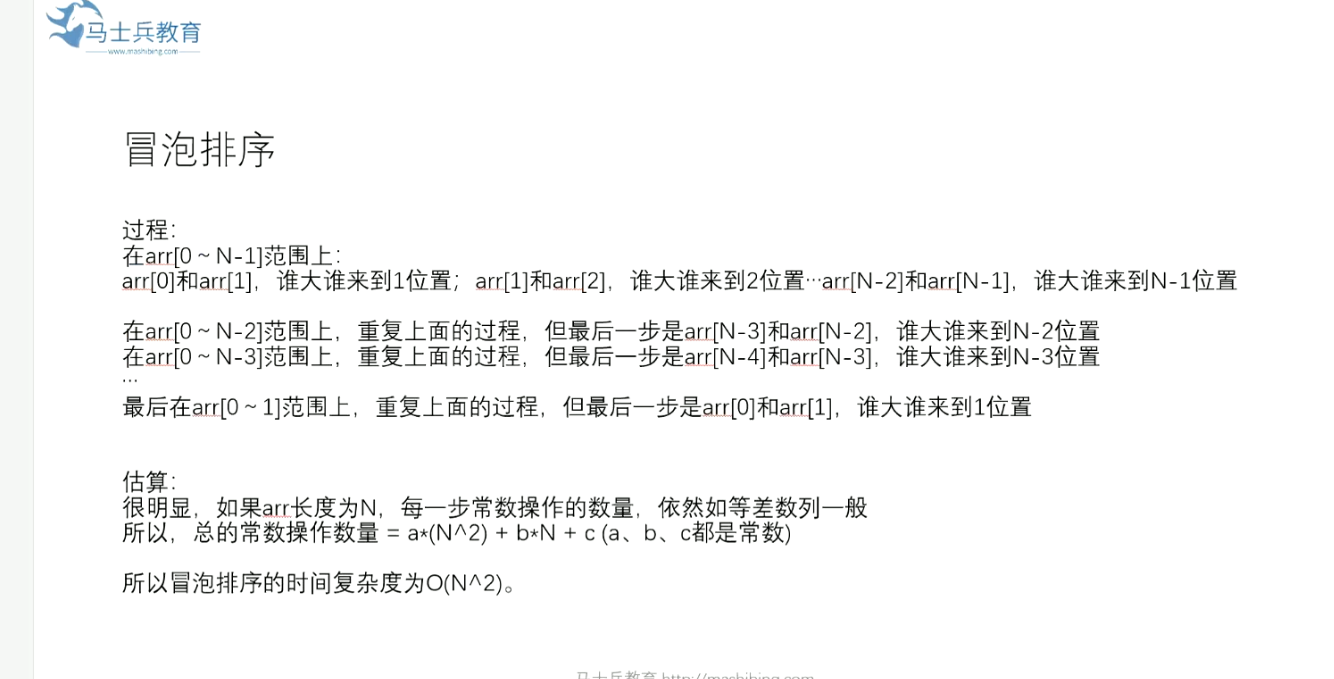 马士兵教育
www.mashibing.com
冒泡排序
过程：
在arr[0～N-1]范围上：
arr[0]和arr[1]，谁大谁来到1位置；arr[1]和arr[2]，谁大谁来到2位置…arr[N-2]和arr[N-1]，谁大谁来到N-1位置
在arr[0～N-2]范围上，重复上面的过程，但最后一步是arr[N-3]和arr[N-2]，谁大谁来到N-2位置
在arr[0～N-3]范围上，重复上面的过程，但最后一步是arr[N-4]和arr[N-3]，谁大谁来到N-3位置
…
最后在arr[0～1]范围上，重复上面的过程，但最后一步是arr[0]和arr[1]，谁大谁来到1位置
估算：
很明显，如果arr长度为N，每一步常数操作的数量，依然如等差数列一般
所以，总的常数操作数量 = a*(N^2) + b*N + c (a、b、c都是常数)
所以冒泡排序的时间复杂度为O(N^2)。
马士兵教育 http://mashibing.com